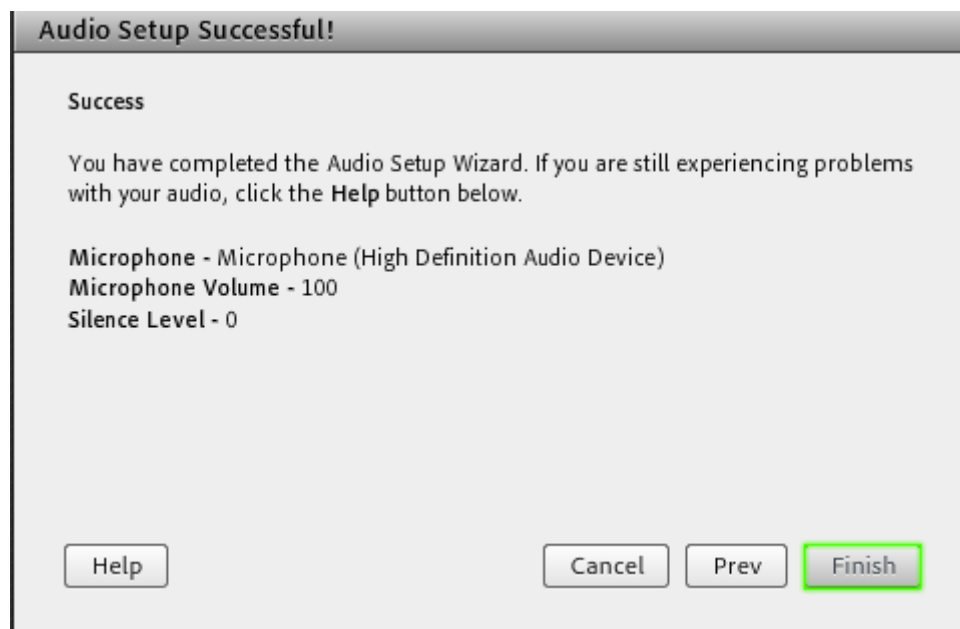 Audio Setup Successful!
Success
You have completed the Audio Setup Wizard. If you are still experiencing problems
with your audio, click the Help button below.
Microphone - Microphone (High Definition Audio Device)
Microphone Volume - 100
Silence Level - 0
Help Cancel Prev Finish